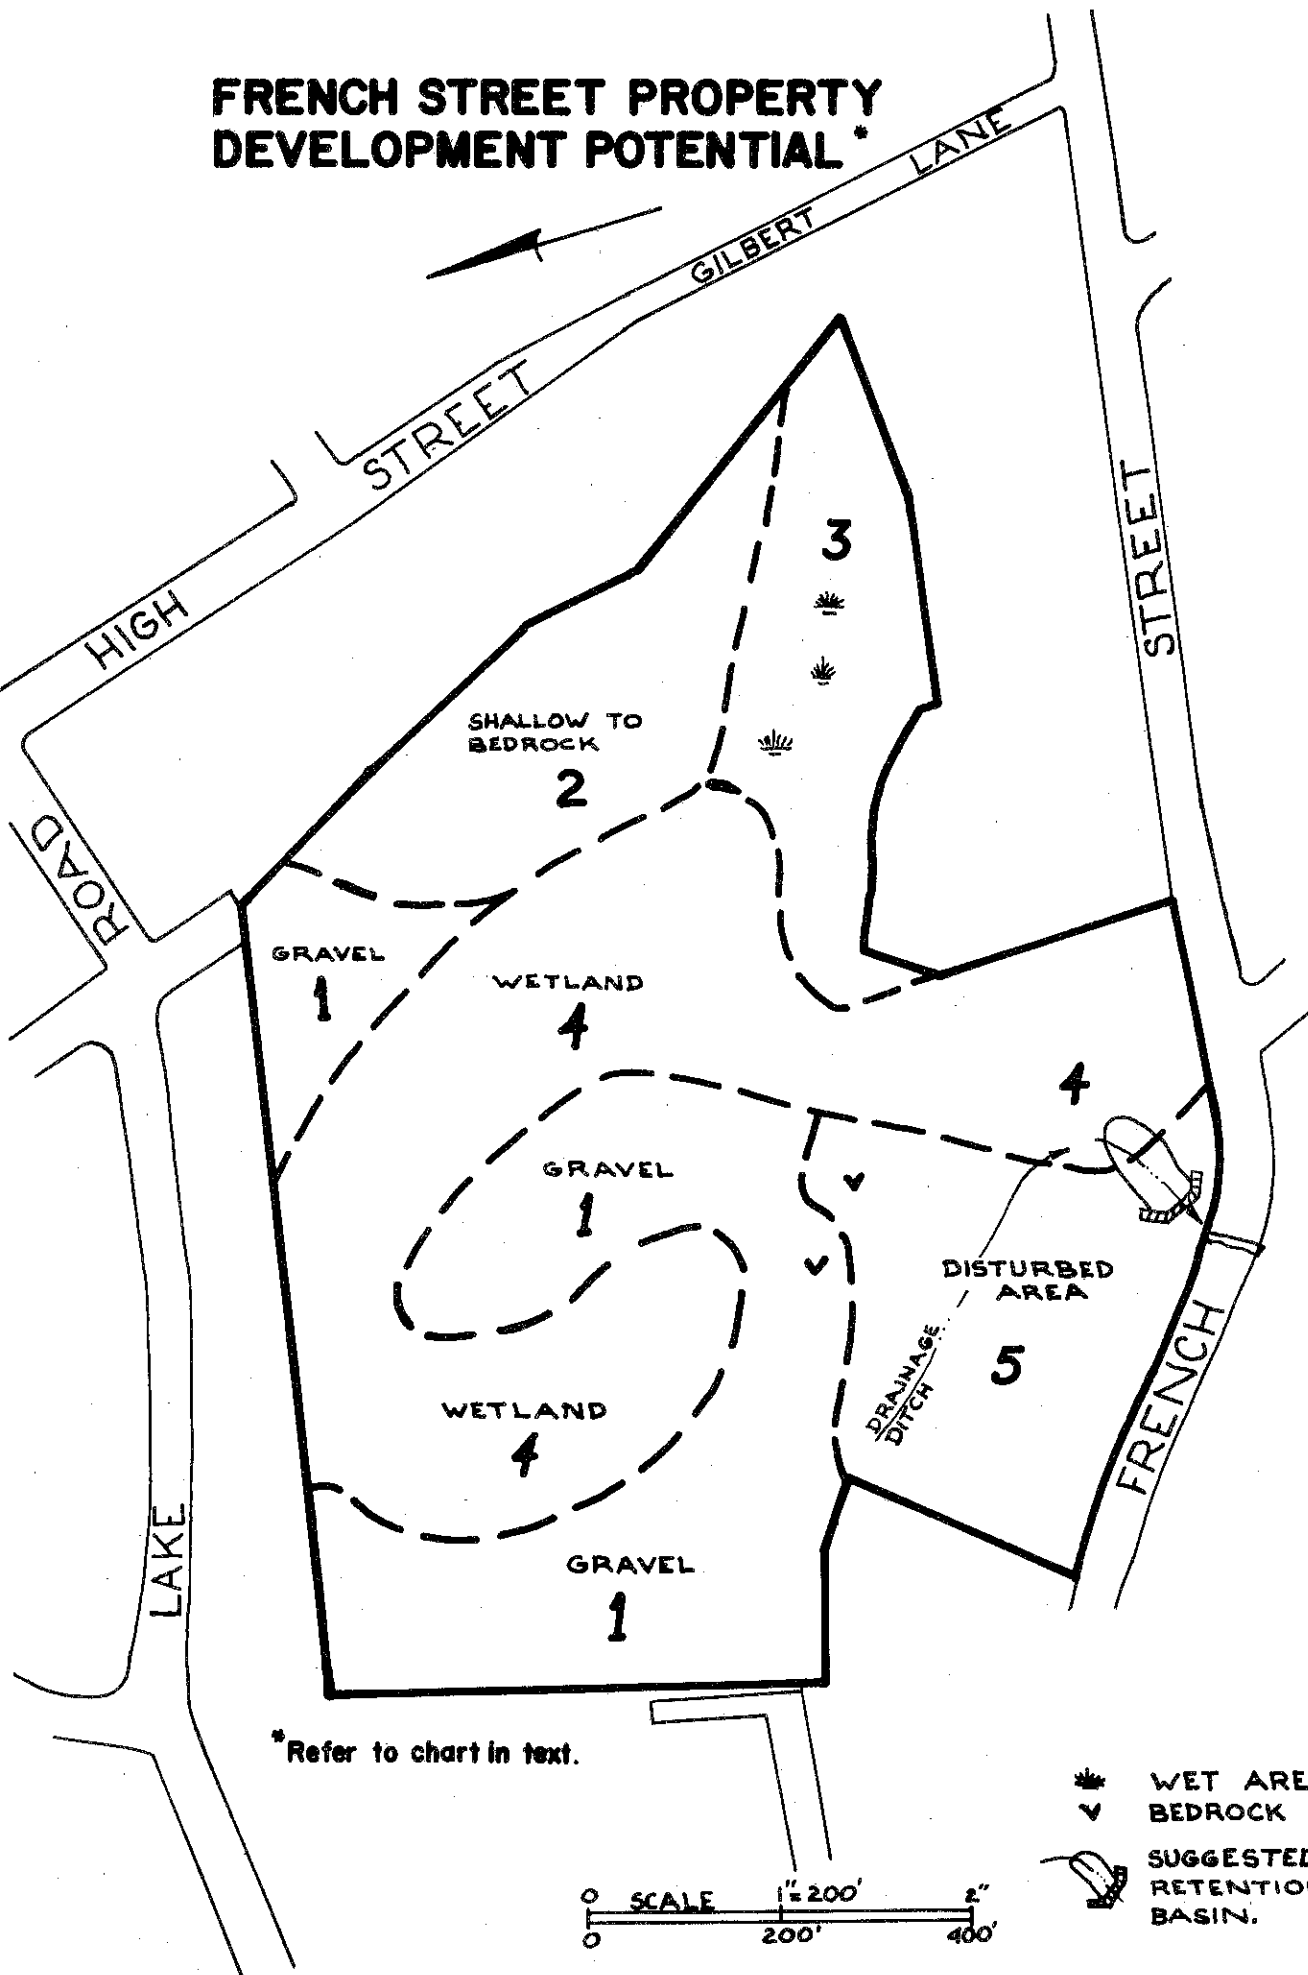 FRENCH STREET PROPERTY
DEVELOPMENT POTENTIAL*
GILBERT LANE
HIGH STREET
STREET
3
SHALLOW TO
BEDROCK
2
ROAD
GRAVEL
1
WETLAND
4
4
GRAVEL
1
DISTURBED
AREA
5
DRAINAGE
DITCH
FRENCH
WETLAND
4
LAKE
GRAVEL
1
*Refer to chart in text.
WET ARE
BEDROCK
SUGGESTED
RETENTIO
BASIN.
0 SCALE 1"=200' 2"
0 200' 400'